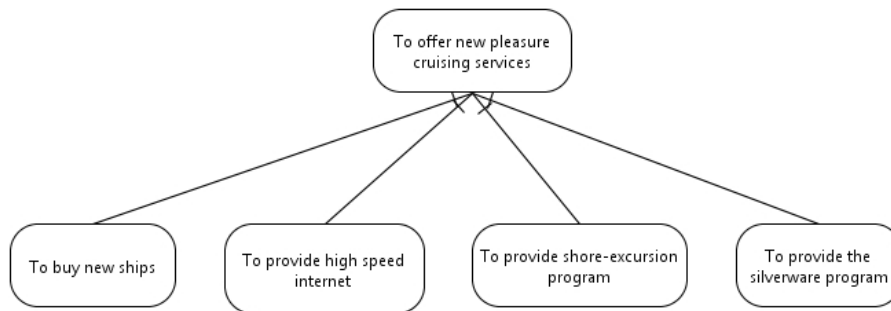 To offer new pleasure
cruising services
To buy new ships
To provide high speed
internet
To provide shore-excursion
program
To provide the
silverware program